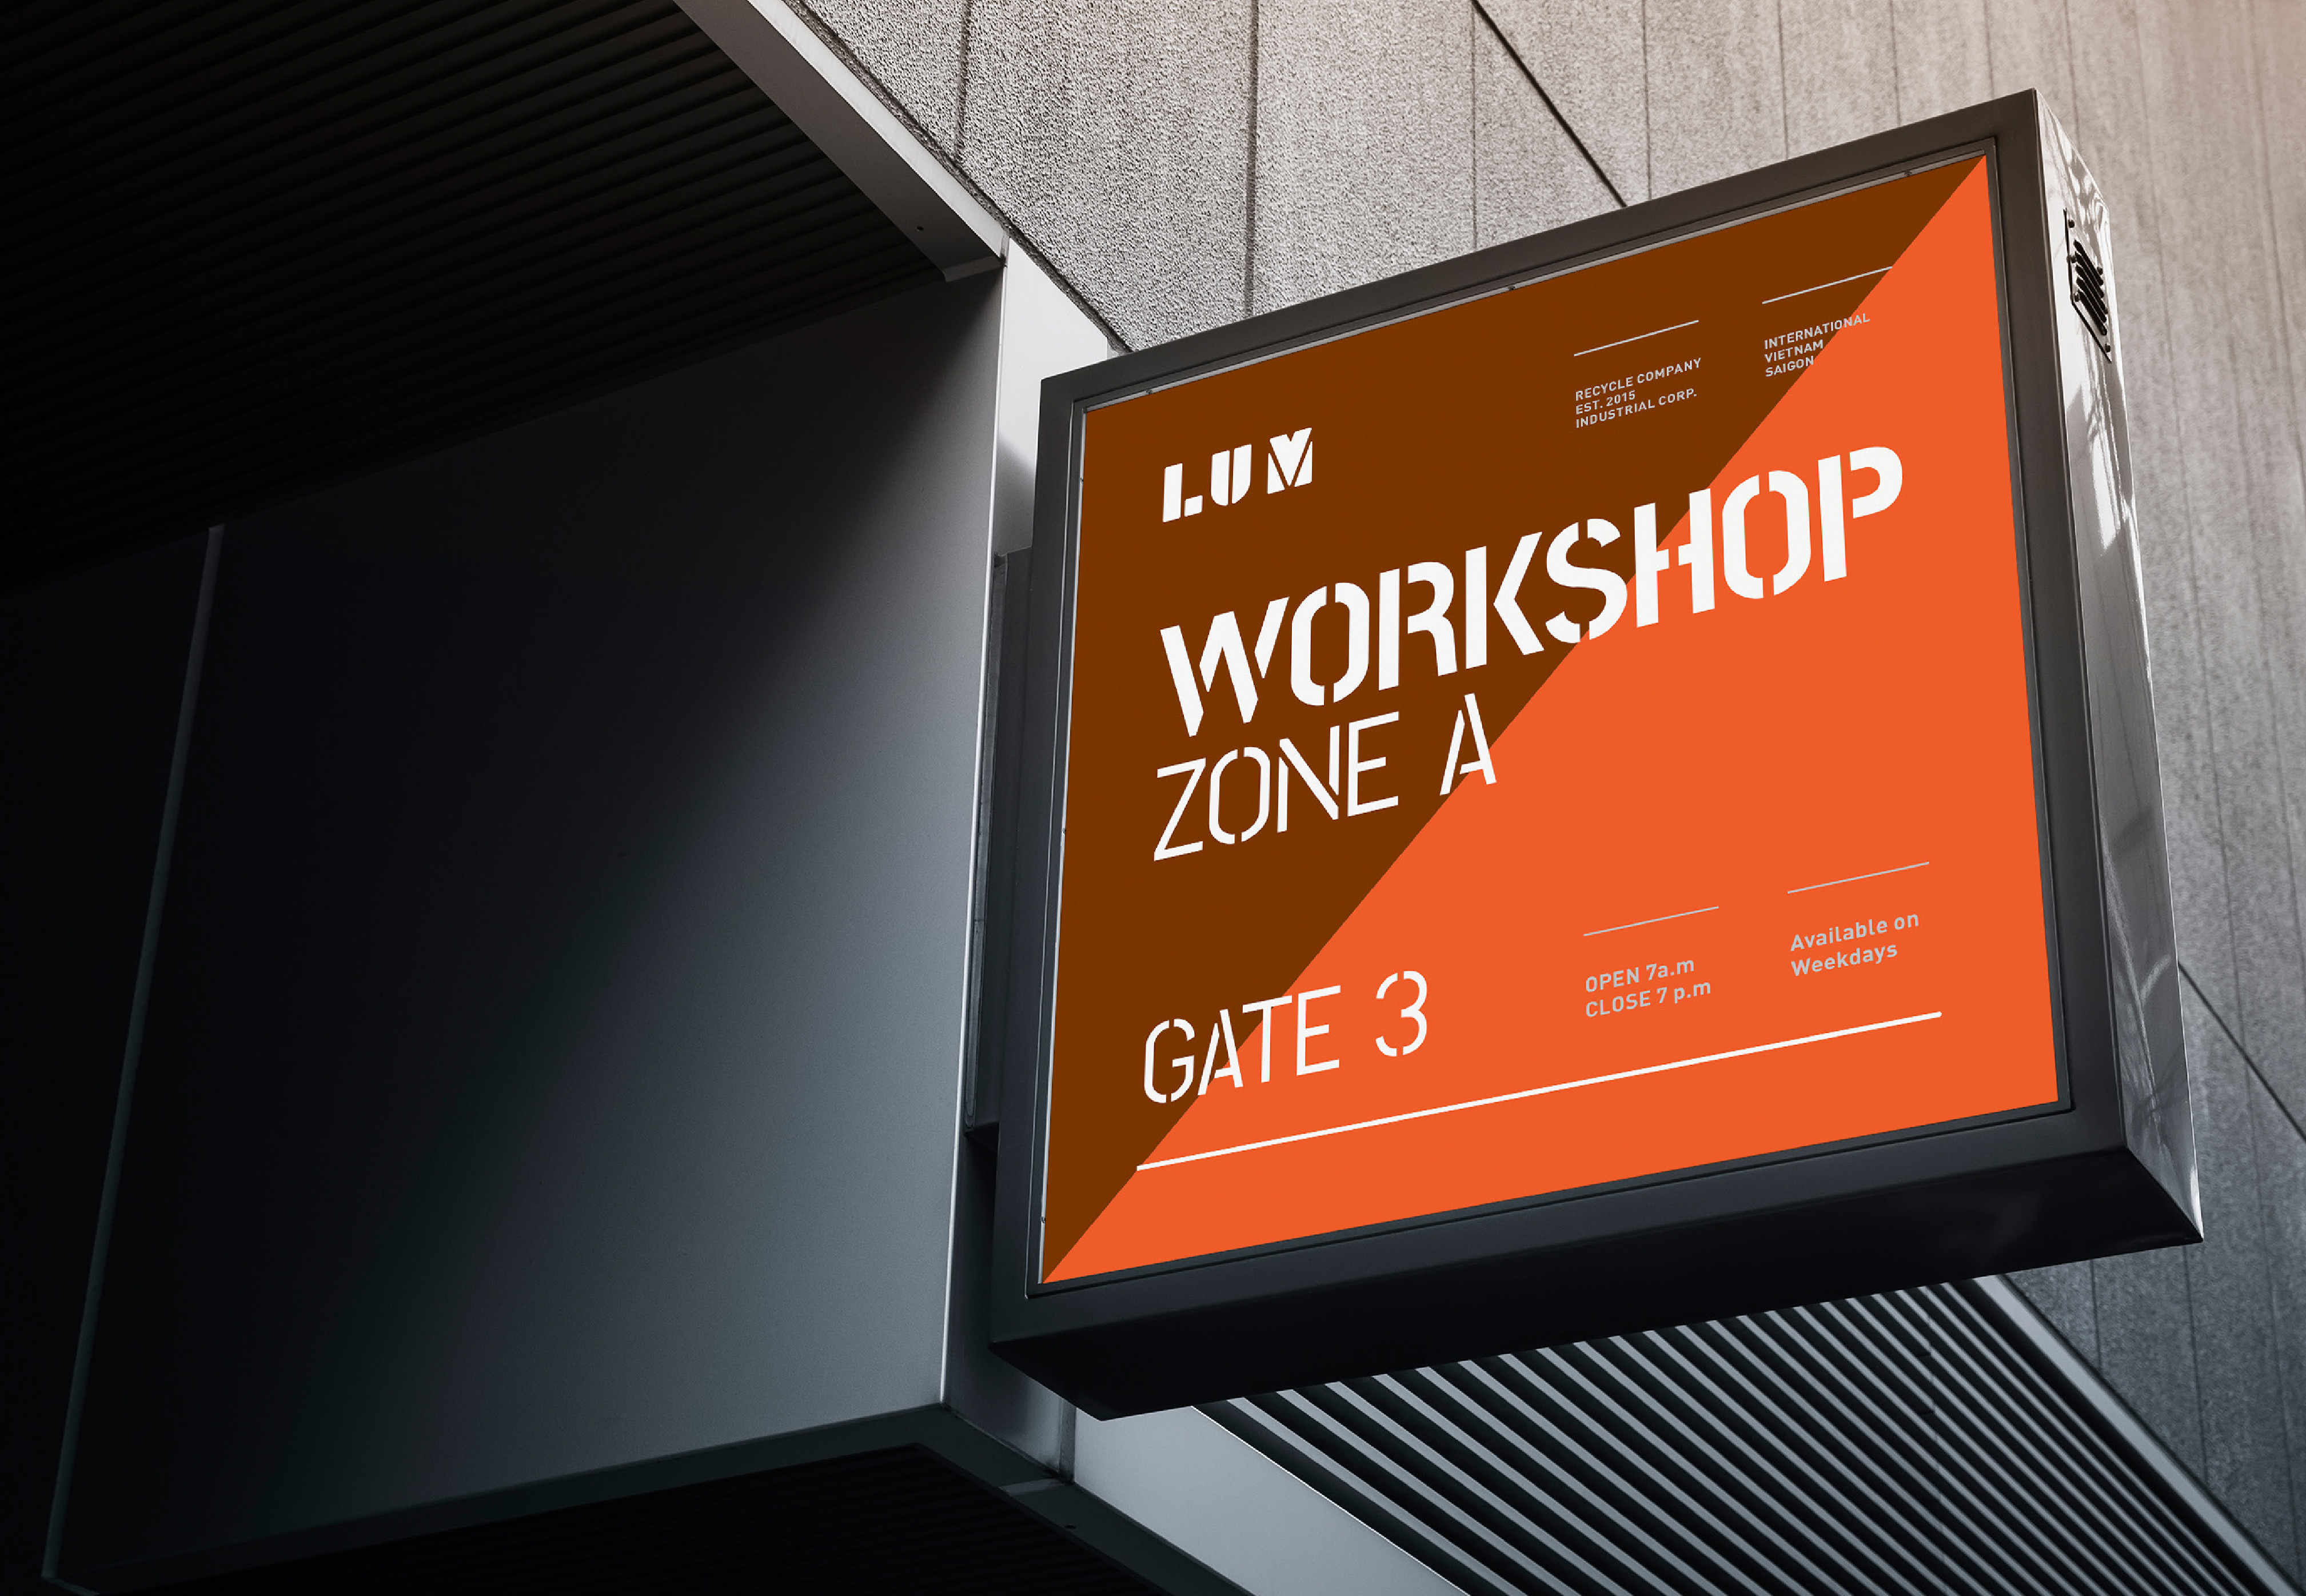 LUM
RECYCLE COMPANY
EST. 2015
INDUSTRIAL CORP.
INTERNATIONAL
VIETNAM
SAIGON
WORKSHOP
ZONE A
GATE 3
OPEN 7a.m
CLOSE 7 p.m
Available on
Weekdays